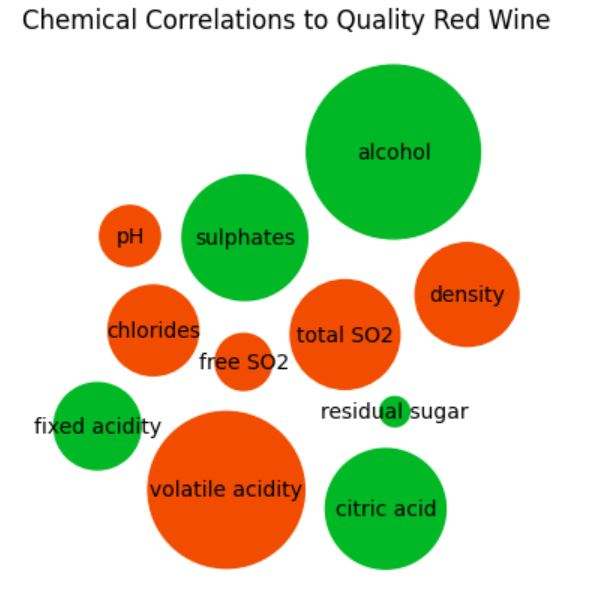 Chemical Correlations to Quality Red Wine
alcohol
pH
sulphates
density
chlorides
total SO2
free SO2
residual sugar
fixed acidity
volatile acidity
citric acid